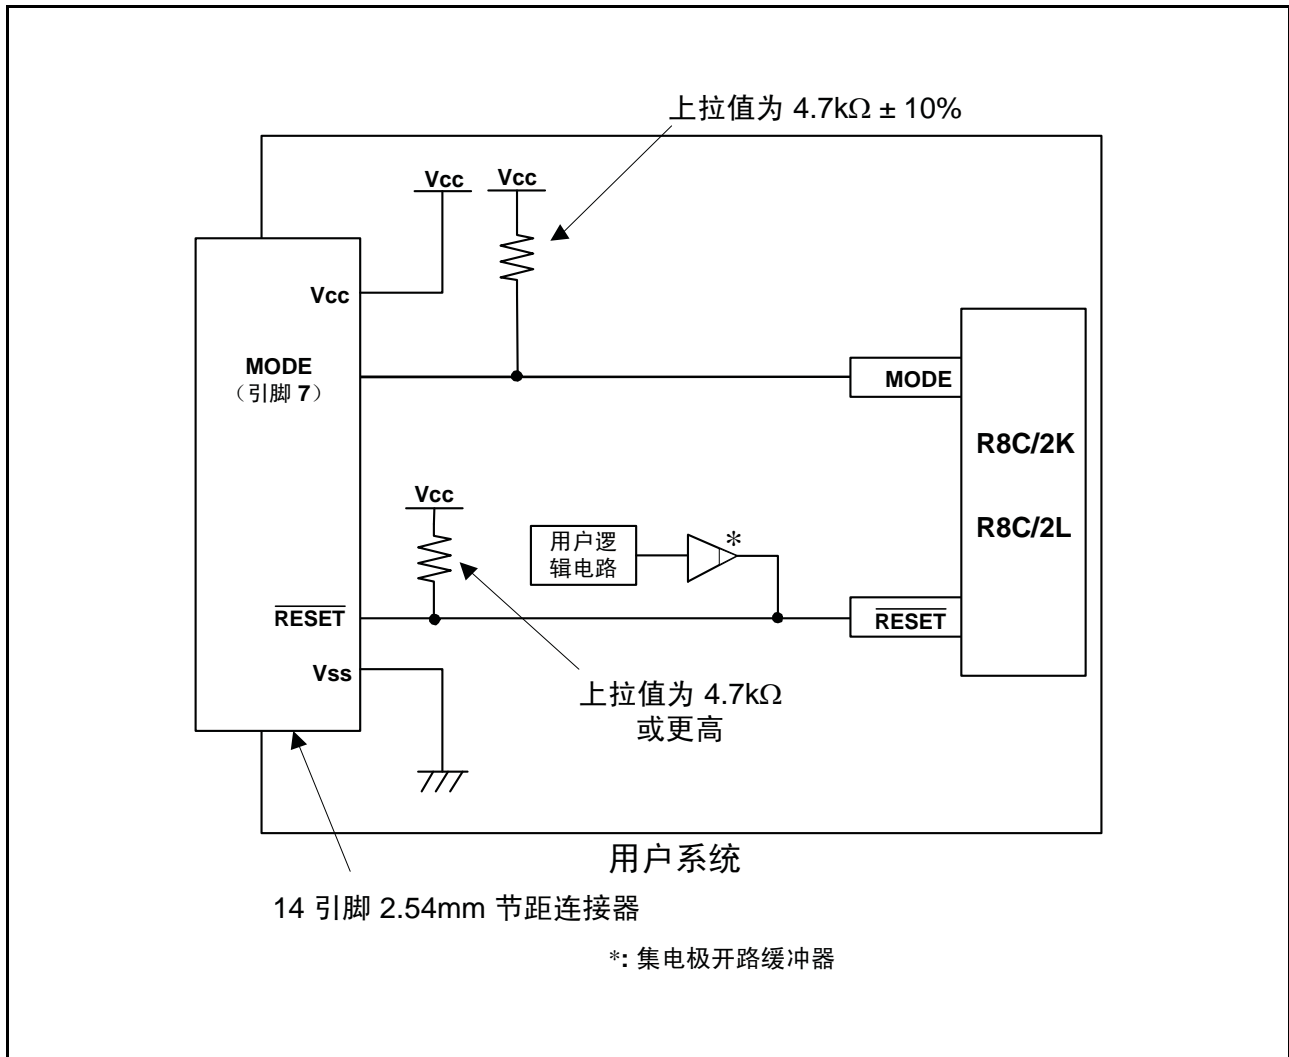 上拉值为 4.7kΩ ± 10%
Vcc
Vcc
Vcc
MODE
（引脚 7）
MODE
R8C/2K
R8C/2L
Vcc
用户逻
辑电路
*
RESET
RESET
Vss
上拉值为 4.7kΩ
或更高
用户系统
14 引脚 2.54mm 节距连接器
*: 集电极开路缓冲器